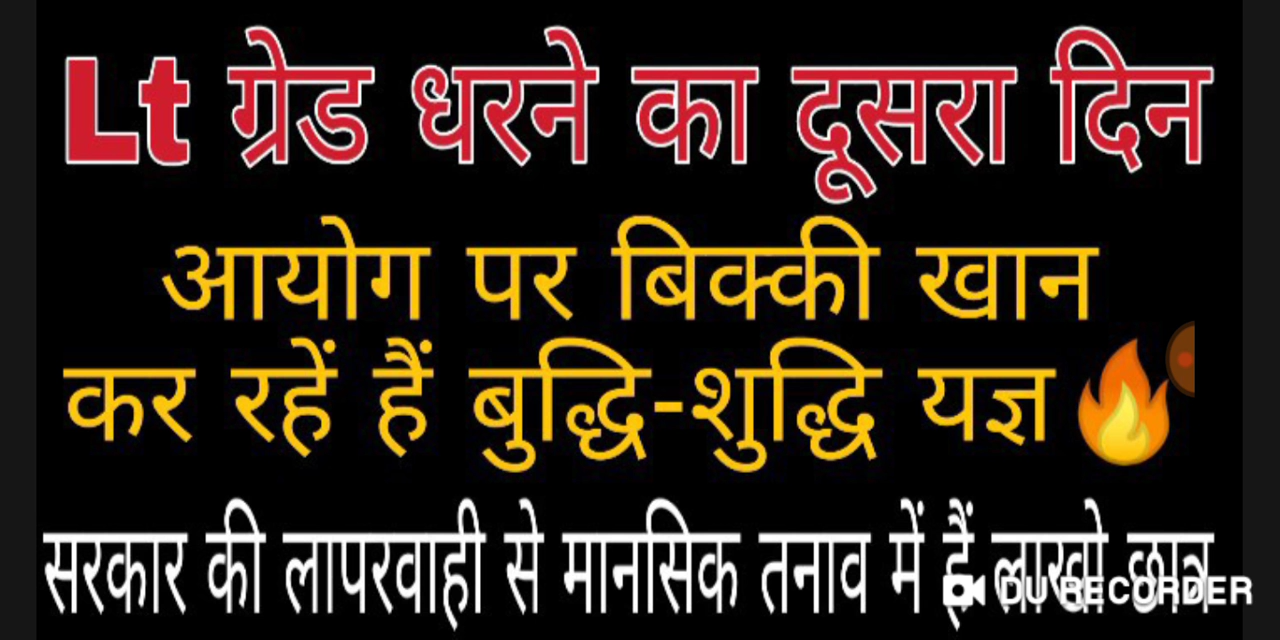 Lt ग्रेड धरने का दूसरा दिन
आयोग पर बिक्की खान
कर रहें हैं बुद्धि-शुद्धि यज्ञ🔥
सरकार की लापरवाही से मानसिक तनाव में हैं लाखो छात्र
DU RECORDER